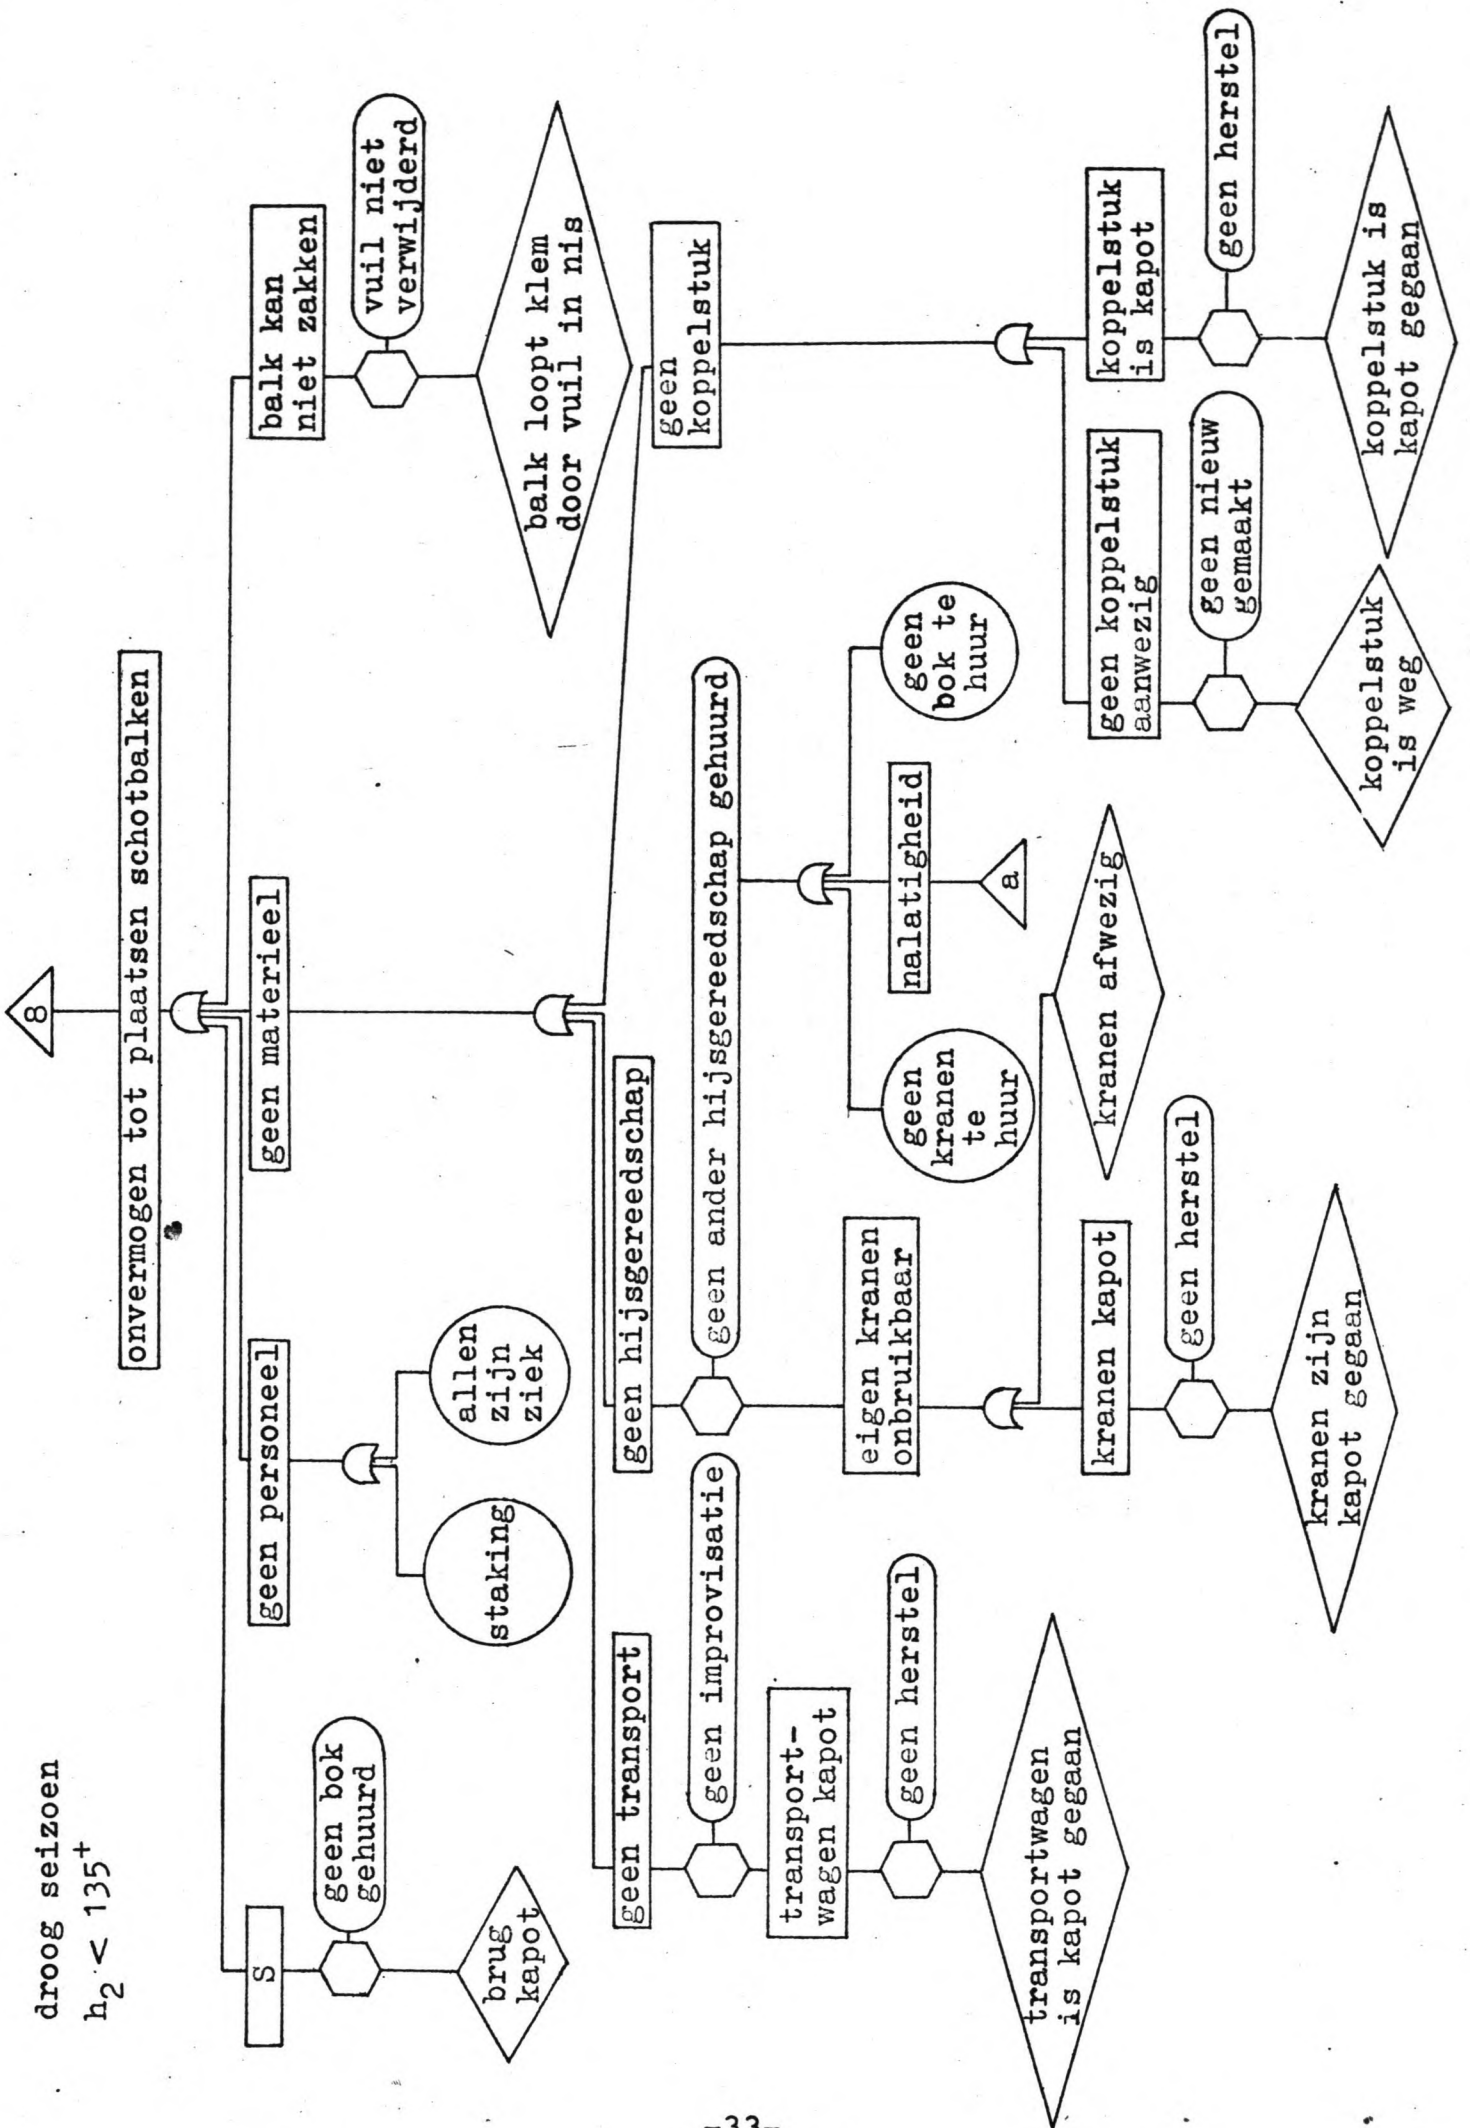 droog seizoen
h2 < 135+
8
onvermogen tot plaatsen schotbalken
S
geen bok
gehuurd
brug
kapot
geen personeel
staking
allen
zijn
ziek
geen materieel
balk kan
niet zakken
vuil niet
verwijderd
balk loopt klem
door vuil in nis
geen transport
geen improvisatie
transport-
wagen kapot
geen herstel
transportwagen
is kapot gegaan
geen hijsgereedschap
geen ander hijsgereedschap gehuurd
eigen kranen
onbruikbaar
kranen kapot
geen herstel
kranen zijn
kapot gegaan
kranen afwezig
geen
kranen
te
huur
nalatigheid
a
geen
bok te
huur
geen
koppelstuk
geen koppelstuk
aanwezig
geen nieuw
gemaakt
koppelstuk
is weg
koppelstuk
is kapot
geen herstel
koppelstuk is
kapot gegaan
-33-